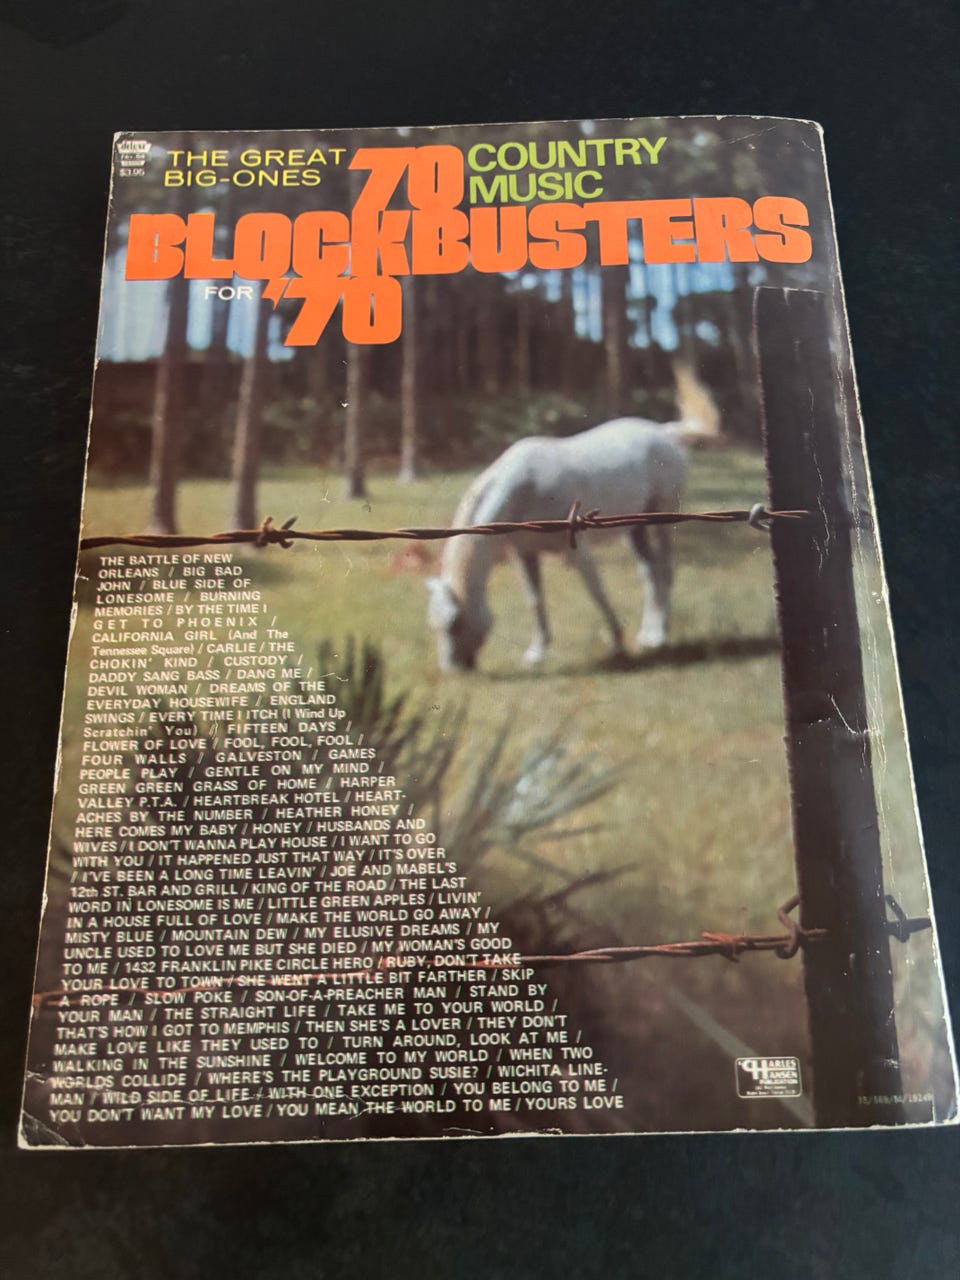 deluxe
$3.95
THE GREAT
BIG-ONES
70
COUNTRY
MUSIC
BLOCKBUSTERS
FOR '70
THE BATTLE OF NEW
ORLEANS / BIG BAD
JOHN / BLUE SIDE OF
LONESOME / BURNING
MEMORIES / BY THE TIME I
GET TO PHOENIX /
CALIFORNIA GIRL (And The
Tennessee Square) / CARLIE / THE
CHOKIN' KIND / CUSTODY /
DADDY SANG BASS / DANG ME /
DEVIL WOMAN / DREAMS OF THE
EVERYDAY HOUSEWIFE / ENGLAND
SWINGS / EVERY TIME I ITCH (I Wind Up
Scratchin' You) / FIFTEEN DAYS /
FLOWER OF LOVE / FOOL, FOOL, FOOL /
FOUR WALLS / GALVESTON / GAMES
PEOPLE PLAY / GENTLE ON MY MIND /
GREEN GREEN GRASS OF HOME / HARPER
VALLEY P.T.A. / HEARTBREAK HOTEL / HEART-
ACHES BY THE NUMBER / HEATHER HONEY /
HERE COMES MY BABY / HONEY / HUSBANDS AND
WIVES / I DON'T WANNA PLAY HOUSE / I WANT TO GO
WITH YOU / IT HAPPENED JUST THAT WAY / IT'S OVER
/ I'VE BEEN A LONG TIME LEAVIN' / JOE AND MABEL'S
12th ST. BAR AND GRILL / KING OF THE ROAD / THE LAST
WORD IN LONESOME IS ME / LITTLE GREEN APPLES / LIVIN'
IN A HOUSE FULL OF LOVE / MAKE THE WORLD GO AWAY /
MISTY BLUE / MOUNTAIN DEW / MY ELUSIVE DREAMS / MY
UNCLE USED TO LOVE ME BUT SHE DIED / MY WOMAN'S GOOD
TO ME / 1432 FRANKLIN PIKE CIRCLE HERO / RUBY, DON'T TAKE
YOUR LOVE TO TOWN / SHE WENT A LITTLE BIT FARTHER / SKIP
A ROPE / SLOW POKE / SON-OF-A-PREACHER MAN / STAND BY
YOUR MAN / THE STRAIGHT LIFE / TAKE ME TO YOUR WORLD /
THAT'S HOW I GOT TO MEMPHIS / THEN SHE'S A LOVER / THEY DON'T
MAKE LOVE LIKE THEY USED TO / TURN AROUND, LOOK AT ME /
WALKING IN THE SUNSHINE / WELCOME TO MY WORLD / WHEN TWO
WORLDS COLLIDE / WHERE'S THE PLAYGROUND SUSIE? / WICHITA LINE-
MAN / WILD SIDE OF LIFE / WITH ONE EXCEPTION / YOU BELONG TO ME /
YOU DON'T WANT MY LOVE / YOU MEAN THE WORLD TO ME / YOURS LOVE
CHARLES
HANSEN
PUBLICATION